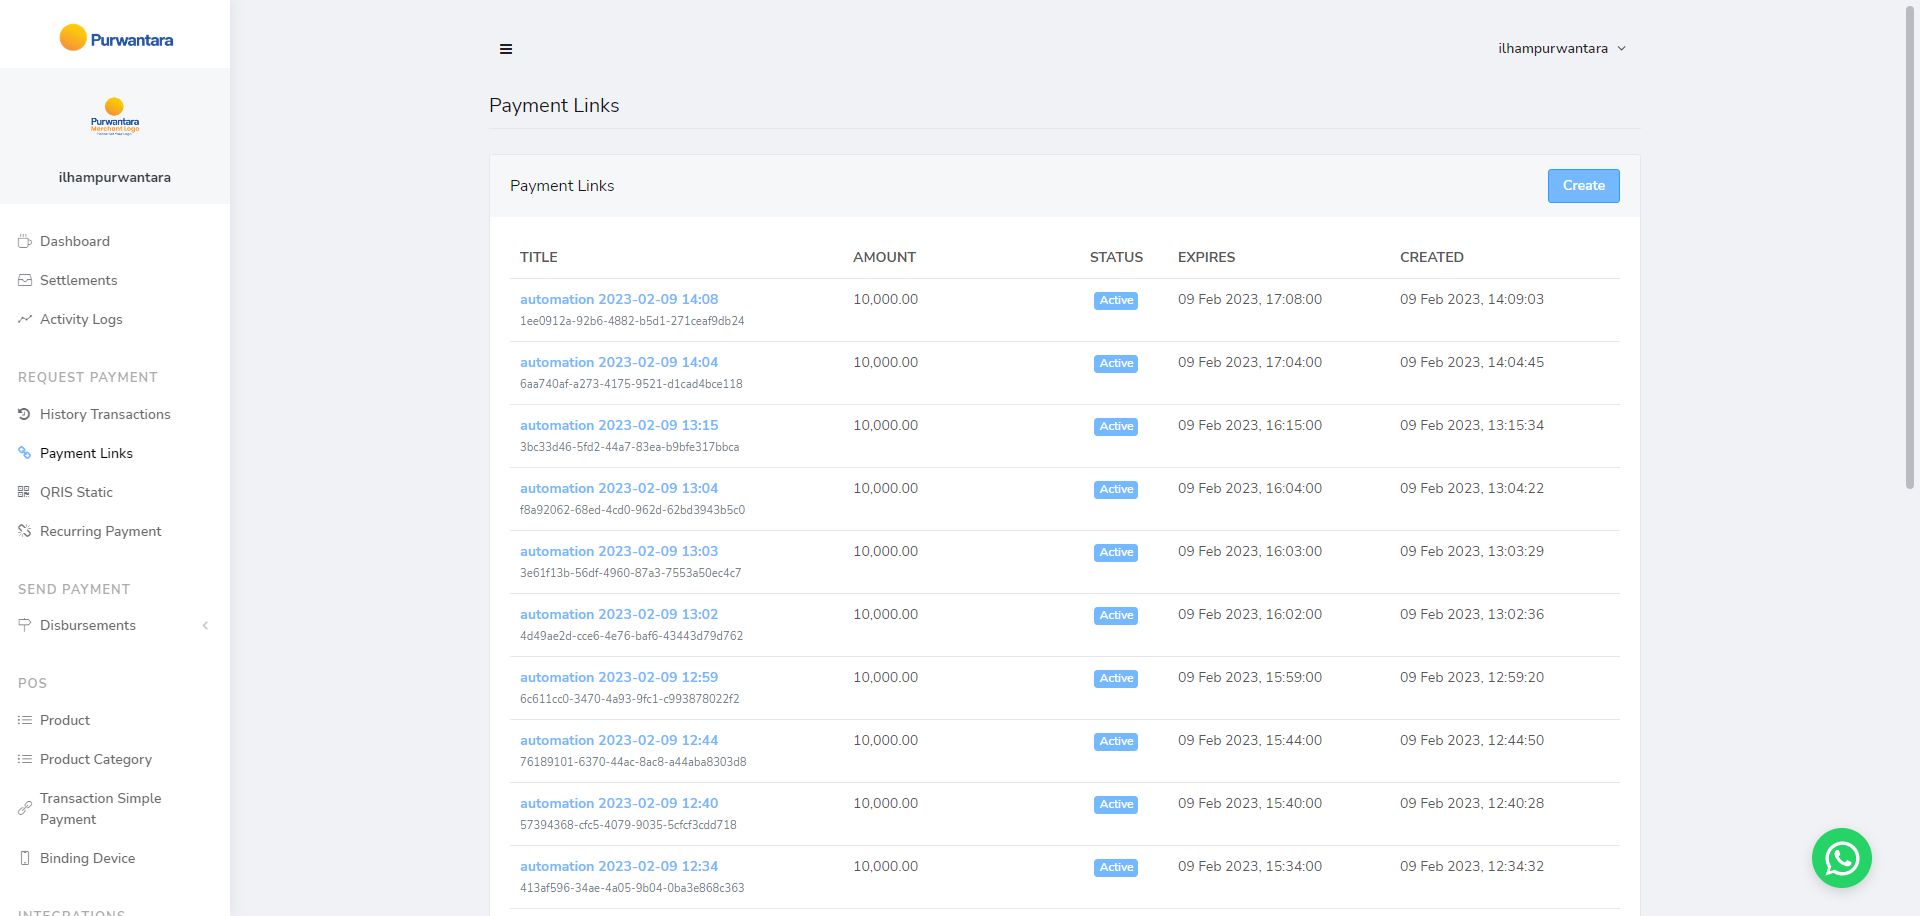 Purwantara
Purwantara
Merchant Logo
ilhampurwantara
Dashboard
Settlements
Activity Logs
REQUEST PAYMENT
History Transactions
Payment Links
QRIS Static
Recurring Payment
SEND PAYMENT
Disbursements
POS
Product
Product Category
Transaction Simple
Payment
Binding Device
INTEGRATIONS
ilhampurwantara
Payment Links
Payment Links
Create
TITLE AMOUNT STATUS EXPIRES CREATED
automation 2023-02-09 14:08 10,000.00 Active 09 Feb 2023, 17:08:00 09 Feb 2023, 14:09:03
1ee0912a-92b6-4882-b5d1-271ceaf9db24
automation 2023-02-09 14:04 10,000.00 Active 09 Feb 2023, 17:04:00 09 Feb 2023, 14:04:45
6aa740af-a273-4175-9521-d1cad4bce118
automation 2023-02-09 13:15 10,000.00 Active 09 Feb 2023, 16:15:00 09 Feb 2023, 13:15:34
3bc33d46-5fd2-44a7-83ea-b9bfe317bbca
automation 2023-02-09 13:04 10,000.00 Active 09 Feb 2023, 16:04:00 09 Feb 2023, 13:04:22
f8a92062-68ed-4cd0-962d-62bd3943b5c0
automation 2023-02-09 13:03 10,000.00 Active 09 Feb 2023, 16:03:00 09 Feb 2023, 13:03:29
3e61f13b-56df-4960-87a3-7553a50ec4c7
automation 2023-02-09 13:02 10,000.00 Active 09 Feb 2023, 16:02:00 09 Feb 2023, 13:02:36
4d49ae2d-cce6-4e76-baf6-43443d79d762
automation 2023-02-09 12:59 10,000.00 Active 09 Feb 2023, 15:59:00 09 Feb 2023, 12:59:20
6c611cc0-3470-4a93-9fc1-c993878022f2
automation 2023-02-09 12:44 10,000.00 Active 09 Feb 2023, 15:44:00 09 Feb 2023, 12:44:50
76189101-6370-44ac-8ac8-a44aba8303d8
automation 2023-02-09 12:40 10,000.00 Active 09 Feb 2023, 15:40:00 09 Feb 2023, 12:40:28
57394368-cfc5-4079-9035-5cfcf3cdd718
automation 2023-02-09 12:34 10,000.00 Active 09 Feb 2023, 15:34:00 09 Feb 2023, 12:34:32
413af596-34ae-4a05-9b04-0ba3e868c363